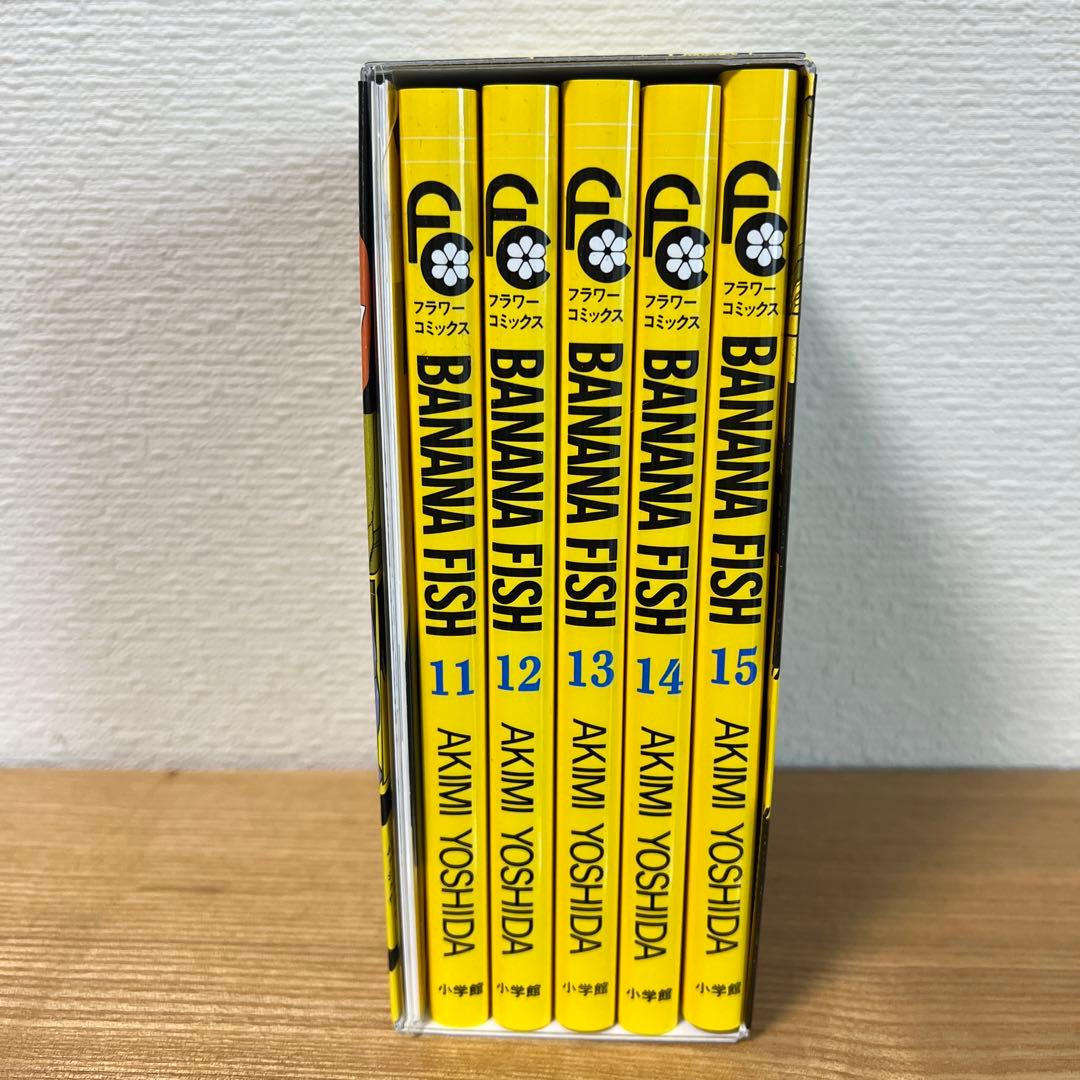 FC
フラワー
コミックス
BANANA FISH
11
AKIMI YOSHIDA
小学館
FC
フラワー
コミックス
BANANA FISH
12
AKIMI YOSHIDA
小学館
FC
フラワー
コミックス
BANANA FISH
13
AKIMI YOSHIDA
小学館
FC
フラワー
コミックス
BANANA FISH
14
AKIMI YOSHIDA
小学館
FC
フラワー
コミックス
BANANA FISH
15
AKIMI YOSHIDA
小学館